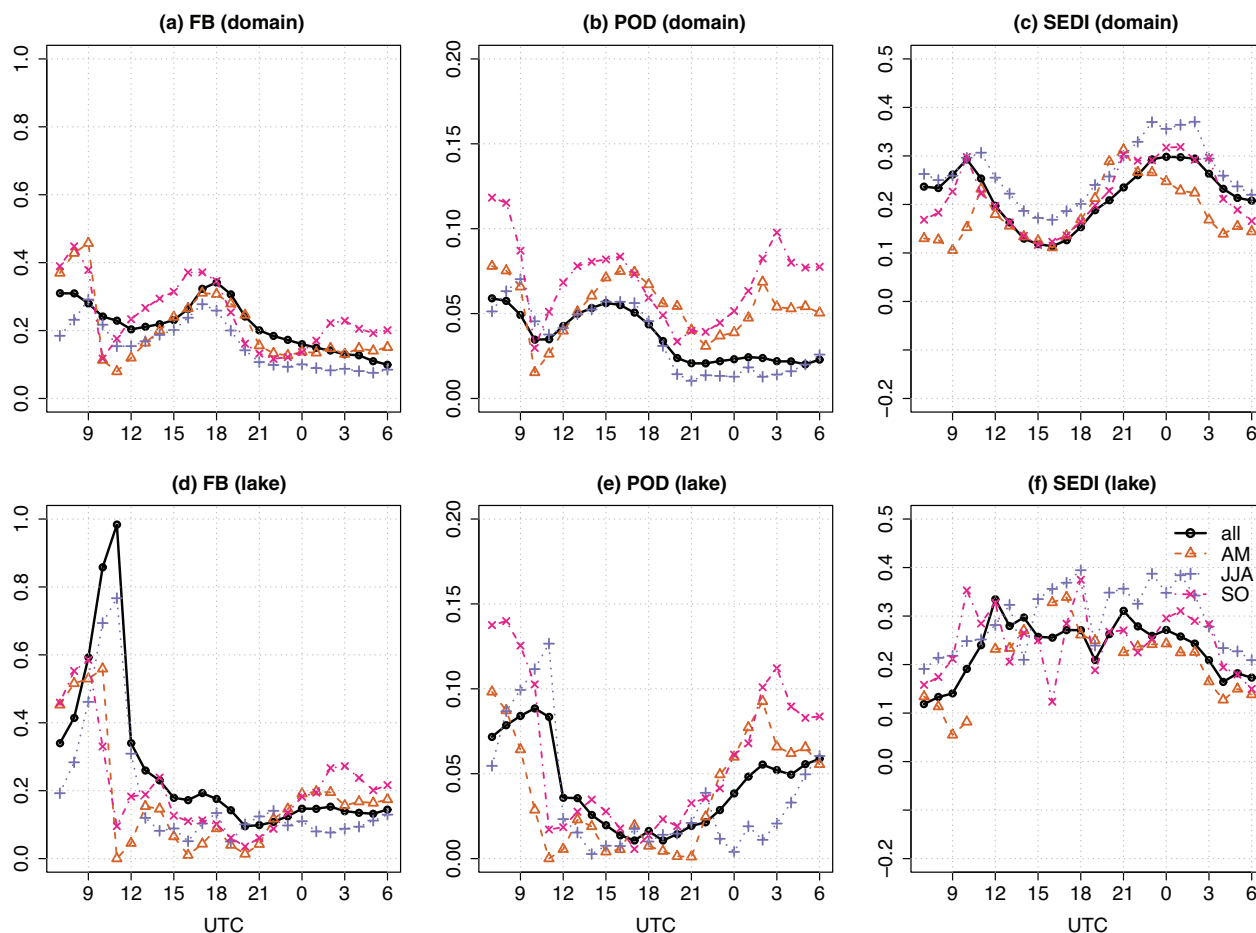 (a) FB (domain)
(b) POD (domain)
(c) SEDI (domain)
1.0
0.8
0.6
0.4
0.2
0.0
9 12 15 18 21 0 3 6
0.20
0.15
0.10
0.05
0.00
9 12 15 18 21 0 3 6
0.5
0.4
0.3
0.2
0.1
0.0
−0.2
9 12 15 18 21 0 3 6
(d) FB (lake)
(e) POD (lake)
(f) SEDI (lake)
1.0
0.8
0.6
0.4
0.2
0.0
9 12 15 18 21 0 3 6
UTC
0.20
0.15
0.10
0.05
0.00
9 12 15 18 21 0 3 6
UTC
0.5
0.4
0.3
0.2
0.1
0.0
−0.2
all
AM
JJA
SO
9 12 15 18 21 0 3 6
UTC